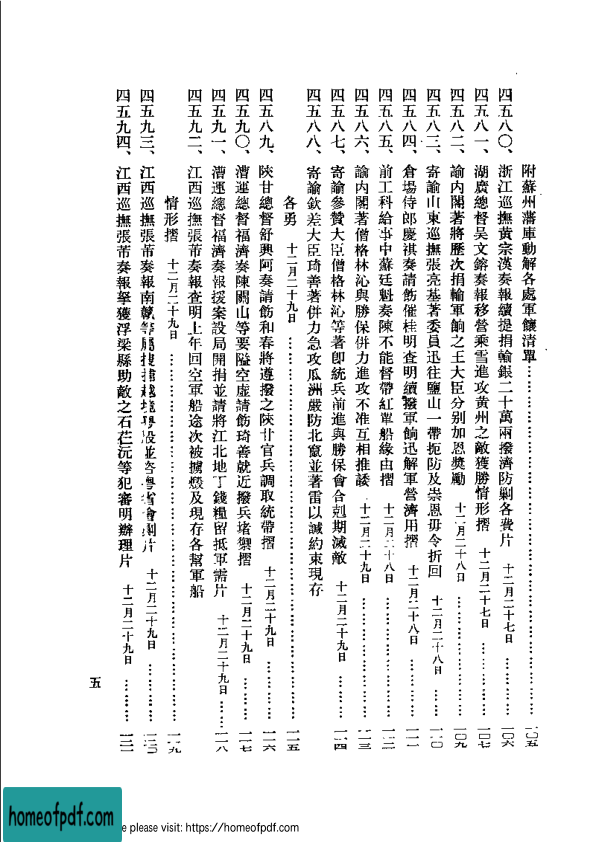 附蘇州藩庫動解各處軍饟清單……一〇五
四五八〇、浙江巡撫黃宗漢奏報續提捐輸銀二十萬兩撥濟防剿各費片 十二月二十七日……一〇六
四五八一、湖廣總督吳文鎔奏報移營乘雪進攻黃州之敵獲勝情形摺 十二月二十七日……一〇七
四五八二、諭內閣著將歷次捐輸軍餉之王大臣分別加恩獎勵 十二月二十八日……一〇九
四五八三、寄諭山東巡撫張亮基著委員迅往鹽山一帶扼防及崇恩毋令折回 十二月二十八日……一一〇
四五八四、倉場侍郎慶祺奏請飭催桂明查明續撥軍餉迅解軍營濟用摺 十二月二十八日……一一一
四五八五、前工科給事中蘇廷魁奏陳不能督帶紅單船緣由摺 十二月二十八日……一一二
四五八六、諭內閣著僧格林沁與勝保併力進攻不准互相推諉 十二月二十九日……一一三
四五八七、寄諭參贊大臣僧格林沁等著即統兵前進與勝保會合剋期滅敵 十二月二十九日……一一四
四五八八、寄諭欽差大臣琦善著併力急攻瓜洲嚴防北竄並著雷以諴約束現存
各勇 十二月二十九日……一一五
四五八九、陝甘總督舒興阿奏請飭和春將遵撥之陝甘官兵調取統帶摺 十二月二十九日……一一六
四五九〇、漕運總督福濟奏陳關山等要隘空虛請飭琦善就近撥兵堵禦摺 十二月二十九日……一一七
四五九一、漕運總督福濟奏報援案設局開捐並請將江北地丁錢糧留抵軍需片 十二月二十九日……一一八
四五九二、江西巡撫張芾奏報查明上年回空軍船途次被擄燬及現存各幫軍船
情形摺 十二月二十九日……一一九
四五九三、江西巡撫張芾奏報南贛等屬搜捕越境粵股並咨粵省會剿片 十二月二十九日……一二〇
四五九四、江西巡撫張芾奏報拏獲浮梁縣助敵之石芒沅等犯審明辦理片 十二月二十九日……一二一
五
homeofpdf.com
e please visit: https://homeofpdf.com